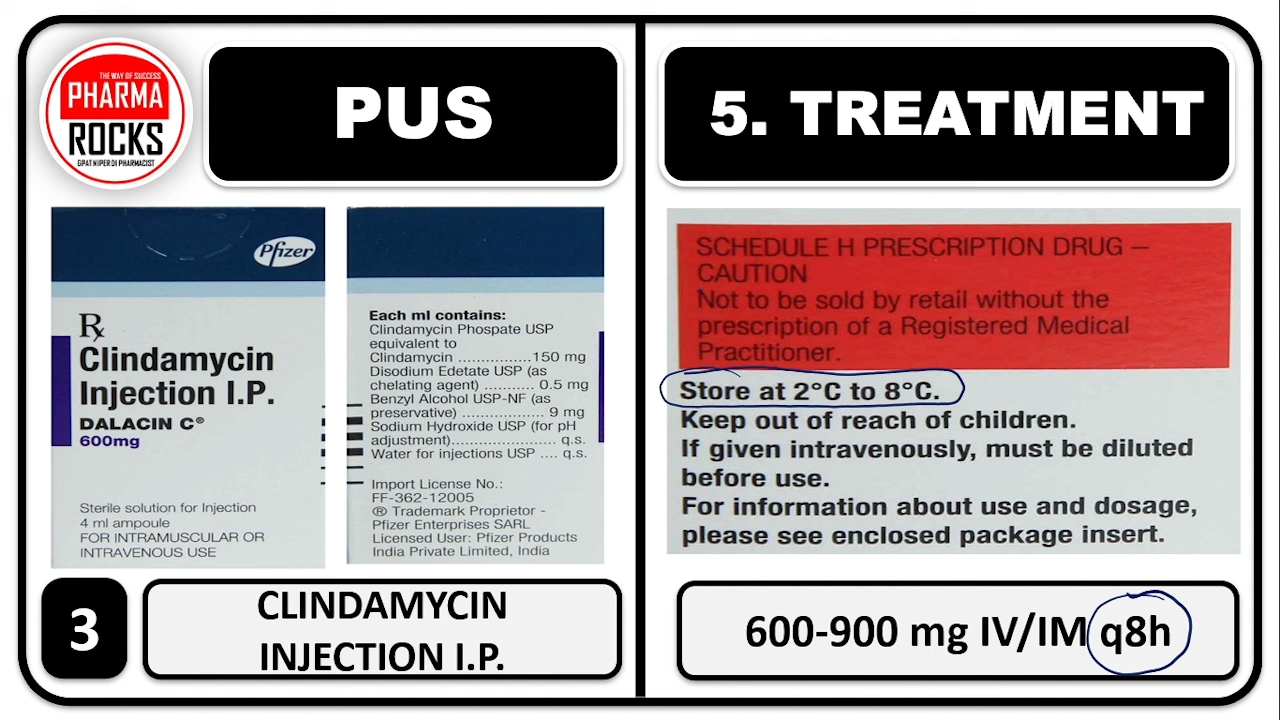 THE WAY OF SUCCESS
PHARMA
ROCKS
GPAT NIPER DI PHARMACIST
PUS
5. TREATMENT
Pfizer
Rx
Clindamycin
Injection I.P.
DALACIN C®
600mg
Sterile solution for Injection
4 ml ampoule
FOR INTRAMUSCULAR OR
INTRAVENOUS USE
Each ml contains:
Clindamycin Phospate USP
equivalent to
Clindamycin ...............150 mg
Disodium Edetate USP (as
chelating agent) .......... 0.5 mg
Benzyl Alcohol USP-NF (as
preservative) .................. 9 mg
Sodium Hydroxide USP (for pH
adjustment)..................... q.s.
Water for injections USP .... q.s.
Import License No.:
FF-362-12005
® Trademark Proprietor -
Pfizer Enterprises SARL
Licensed User: Pfizer Products
India Private Limited, India
SCHEDULE H PRESCRIPTION DRUG –
CAUTION
Not to be sold by retail without the
prescription of a Registered Medical
Practitioner.
Store at 2°C to 8°C.
Keep out of reach of children.
If given intravenously, must be diluted
before use.
For information about use and dosage,
please see enclosed package insert.
3
CLINDAMYCIN
INJECTION I.P.
600-900 mg IV/IM q8h